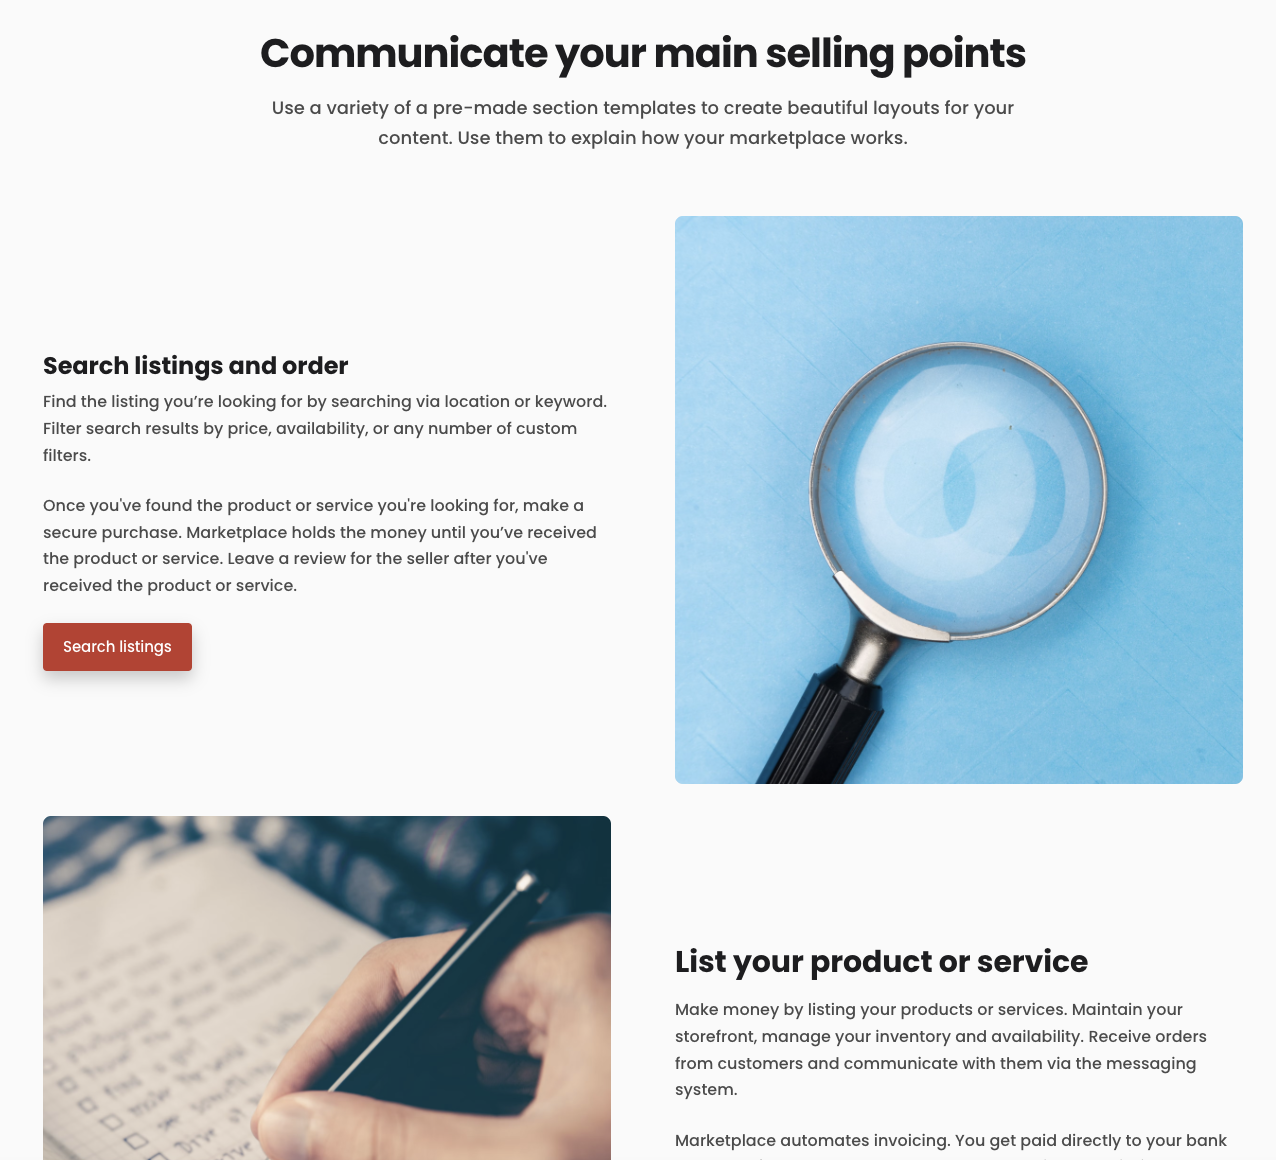 Communicate your main selling points
Use a variety of a pre-made section templates to create beautiful layouts for your
content. Use them to explain how your marketplace works.
Search listings and order
Find the listing you’re looking for by searching via location or keyword.
Filter search results by price, availability, or any number of custom
filters.
Once you've found the product or service you're looking for, make a
secure purchase. Marketplace holds the money until you’ve received
the product or service. Leave a review for the seller after you've
received the product or service.
Search listings
List your product or service
Make money by listing your products or services. Maintain your
storefront, manage your inventory and availability. Receive orders
from customers and communicate with them via the messaging
system.
Marketplace automates invoicing. You get paid directly to your bank